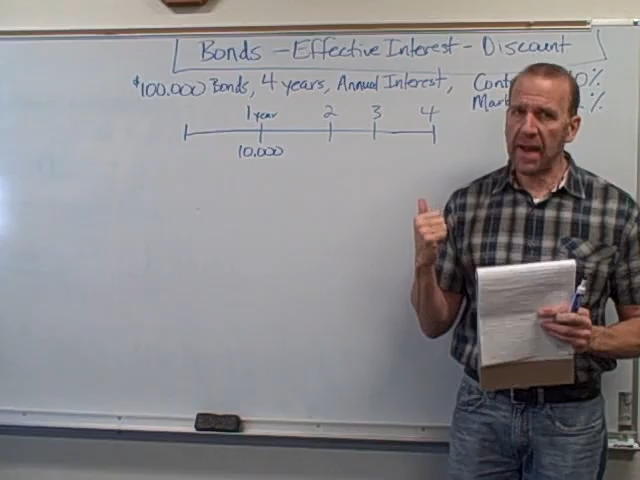 Bonds - Effective Interest - Discount
$100.000 Bonds, 4 years, Annual Interest,
1 year 2 3 4
10.000